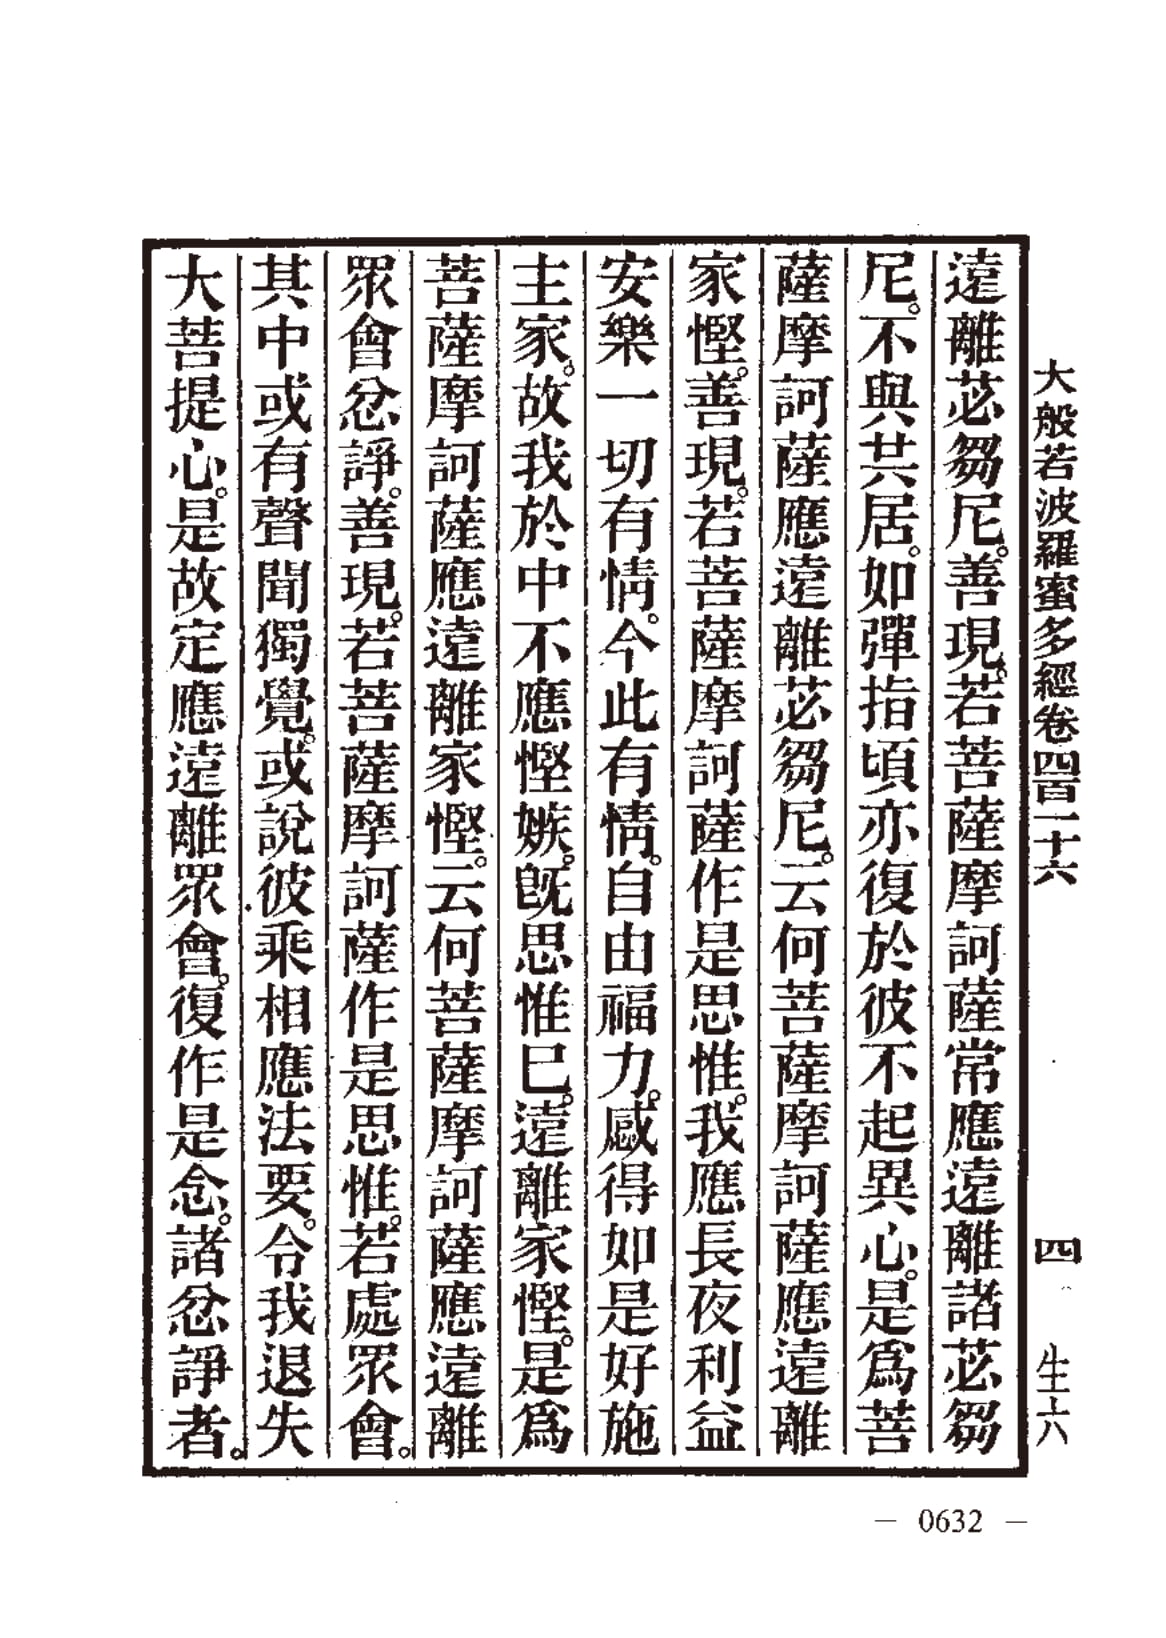 大般若波羅蜜多經卷四百一十六　四　生六
遠離苾芻尼。善現。若菩薩摩訶薩常應遠離諸苾芻
尼。不與共居。如彈指頃亦復於彼不起異心。是為菩
薩摩訶薩應遠離苾芻尼。云何菩薩摩訶薩應遠離
家慳。善現。若菩薩摩訶薩作是思惟。我應長夜利益
安樂一切有情。今此有情。自由福力。感得如是好施
主家。故我於中不應慳嫉。既思惟已。遠離家慳。是為
菩薩摩訶薩應遠離家慳。云何菩薩摩訶薩應遠離
眾會忿諍。善現。若菩薩摩訶薩作是思惟。若處眾會。
其中或有聲聞獨覺。或說彼乘相應法要。令我退失
大菩提心。是故定應遠離眾會。復作是念。諸忿諍者。
— 0632 —